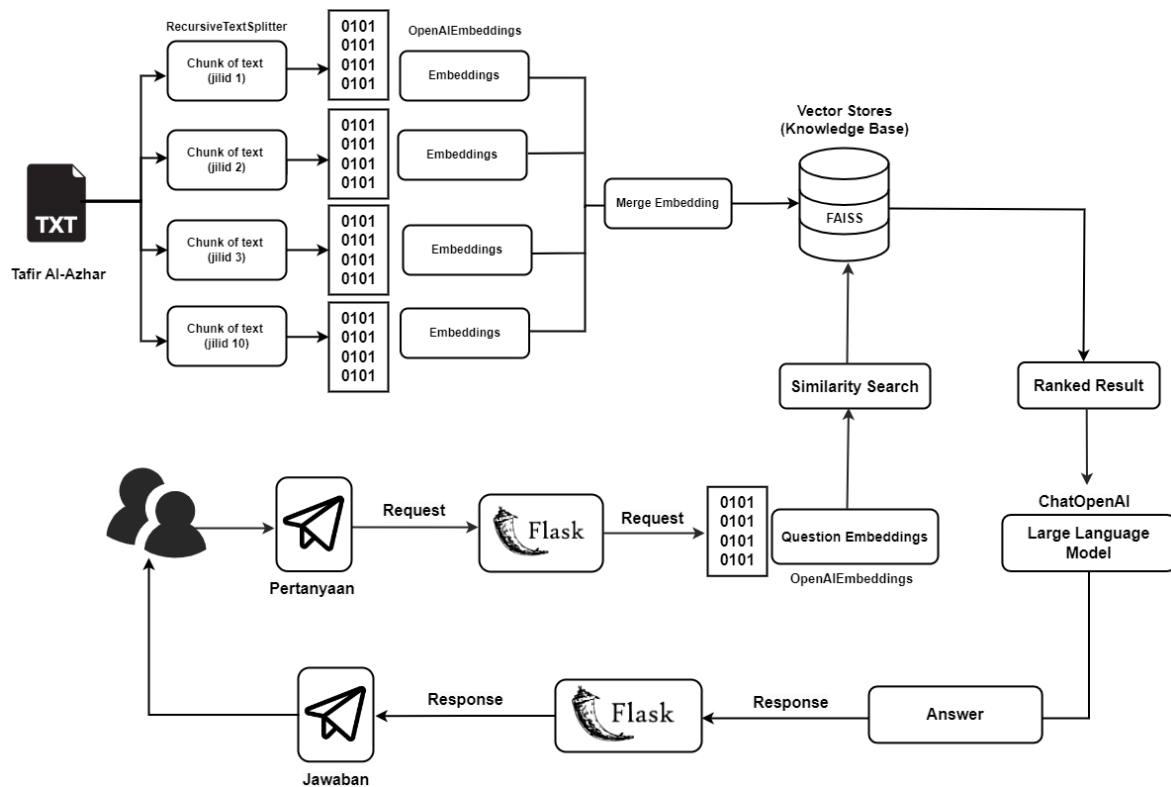 RecursiveTextSplitter
OpenAIEmbeddings
Chunk of text
(jilid 1)
0101
0101
0101
0101
Embeddings
Chunk of text
(jilid 2)
0101
0101
0101
0101
Embeddings
Chunk of text
(jilid 3)
0101
0101
0101
0101
Embeddings
Chunk of text
(jilid 10)
0101
0101
0101
0101
Embeddings
TXT
Tafir Al-Azhar
Merge Embedding
Vector Stores
(Knowledge Base)
FAISS
Similarity Search
Ranked Result
Pertanyaan
Request
Flask
Request
0101
0101
0101
0101
Question Embeddings
OpenAIEmbeddings
ChatOpenAI
Large Language
Model
Jawaban
Response
Flask
Response
Answer